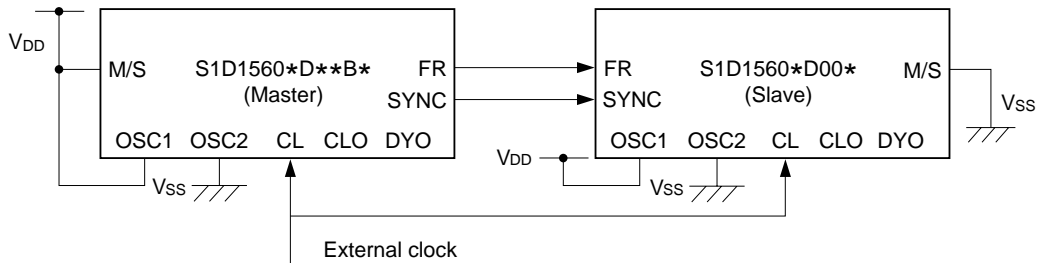 VDD
M/S S1D1560*D**B* FR
(Master) SYNC
OSC1 OSC2 CL CLO DYO
VSS
FR S1D1560*D00* M/S
SYNC (Slave)
OSC1 OSC2 CL CLO DYO
VDD
VSS
VSS
External clock